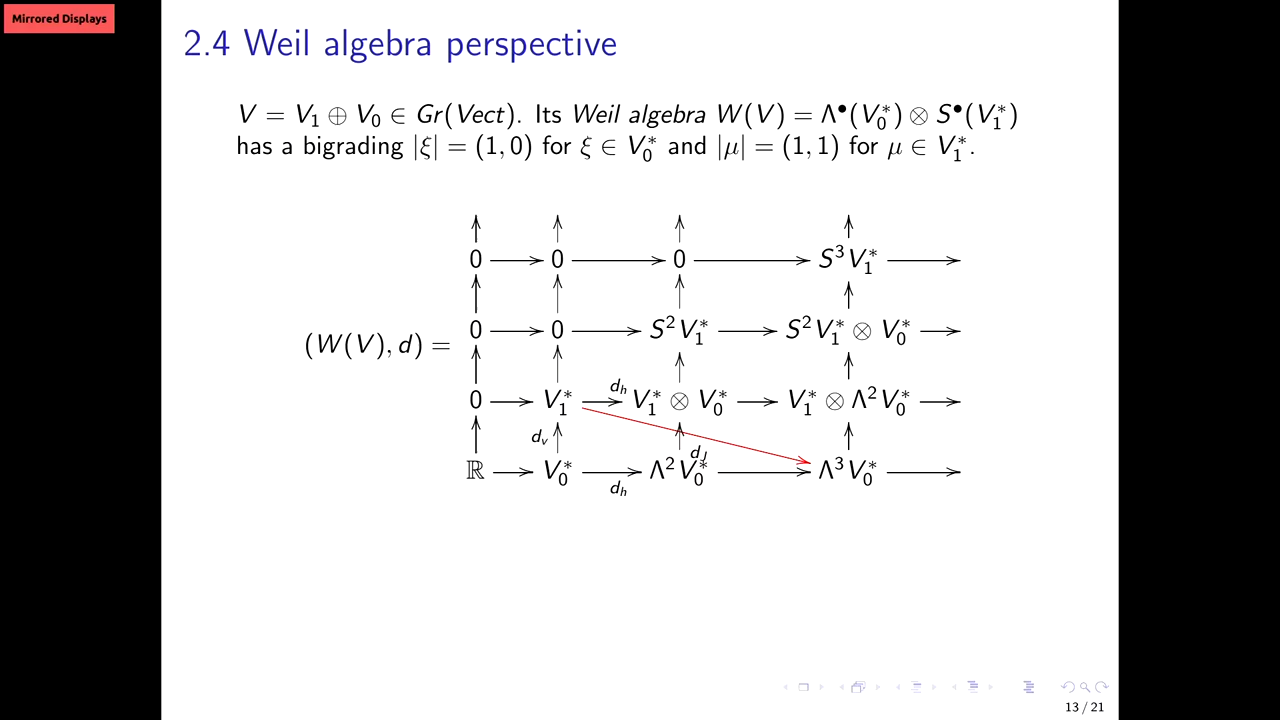 Mirrored Displays
2.4 Weil algebra perspective
V = V₁ ⊕ V₀ ∈ Gr(Vect). Its Weil algebra W(V) = Λ•(V₀*) ⊗ S•(V₁*)
has a bigrading |ξ| = (1, 0) for ξ ∈ V₀* and |μ| = (1, 1) for μ ∈ V₁*.
0 0 0 S³V₁*
0 0 S²V₁* S²V₁* ⊗ V₀*
(W(V), d) =
d_h
0 V₁* V₁* ⊗ V₀* V₁* ⊗ Λ²V₀*
d_v
d_J
ℝ V₀* Λ²V₀* Λ³V₀*
d_h
13 / 21